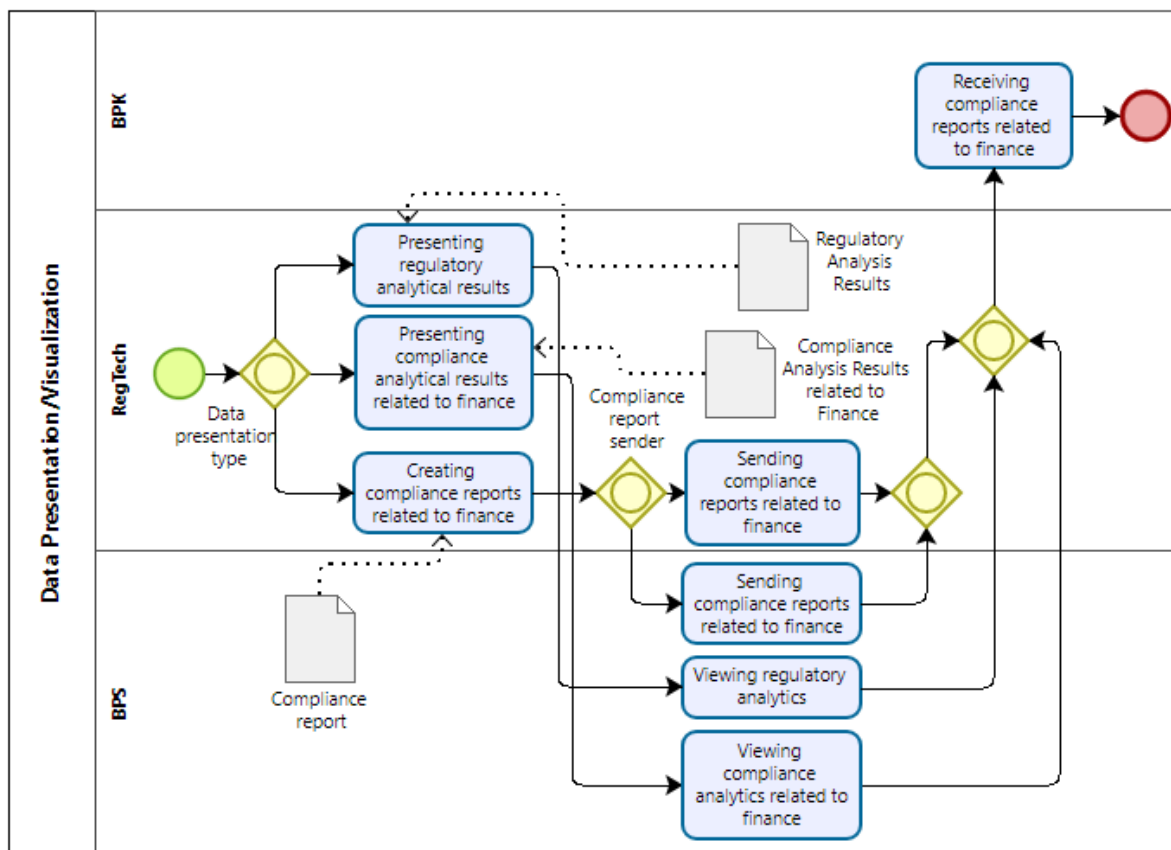 Data Presentation/Visualization
BPK
Receiving
compliance
reports related
to finance
RegTech
Data
presentation
type
Presenting
regulatory
analytical results
Presenting
compliance
analytical results
related to finance
Creating
compliance reports
related to finance
Regulatory
Analysis
Results
Compliance
Analysis Results
related to
Finance
Compliance
report
sender
Sending
compliance
reports related to
finance
BPS
Compliance
report
Sending
compliance reports
related to finance
Viewing regulatory
analytics
Viewing
compliance
analytics related to
finance